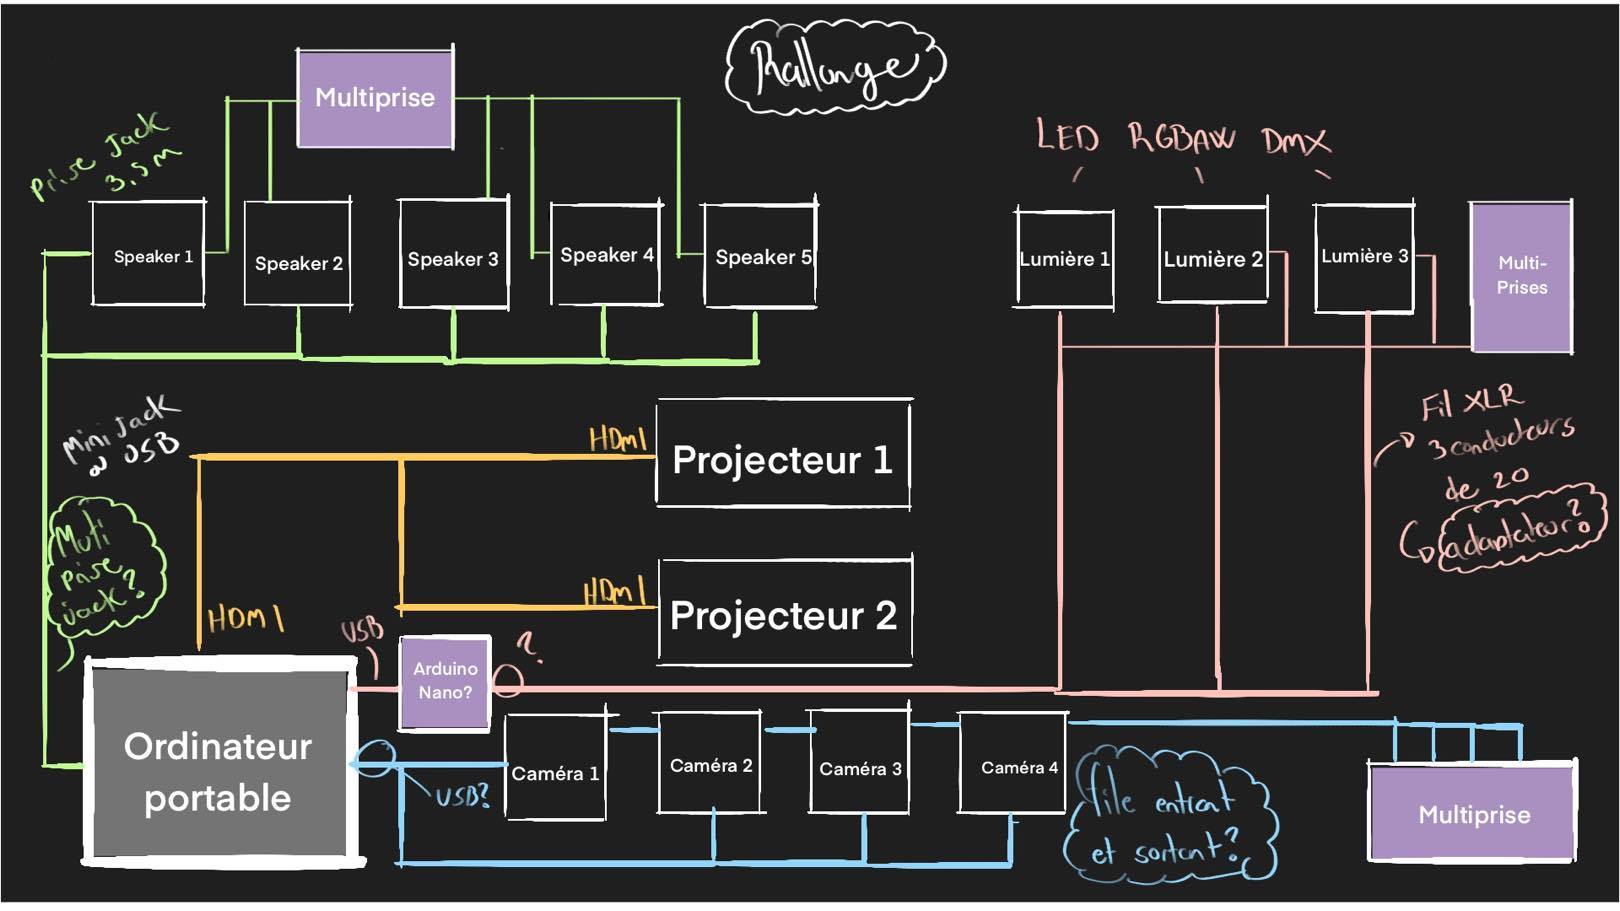 Rallonge
Multiprise
Prise Jack
3,5 m
Speaker 1
Speaker 2
Speaker 3
Speaker 4
Speaker 5
LED RGBAW DMX
Lumière 1
Lumière 2
Lumière 3
Multi-
Prises
Fil XLR
3 conducteurs
de 20
adaptateur?
Mini Jack
ou USB
Muti
prise
jack?
HDMI
HDMI
HDMI
Projecteur 1
Projecteur 2
USB
Arduino
Nano?
?
Ordinateur
portable
USB?
Caméra 1
Caméra 2
Caméra 3
Caméra 4
file entrant
et sortant?
Multiprise